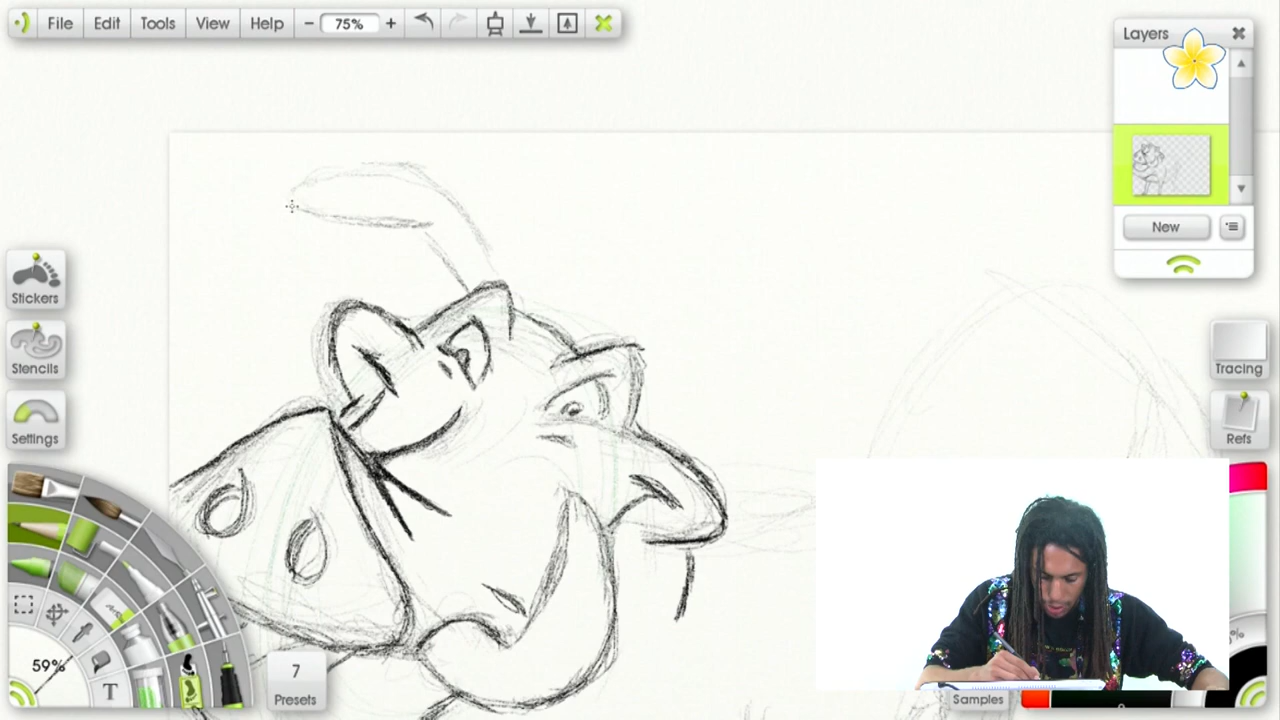 File Edit Tools View Help − 75% +
Layers
New
Stickers
Stencils
Settings
Tracing
Refs
59%
T
7
Presets
Samples
%